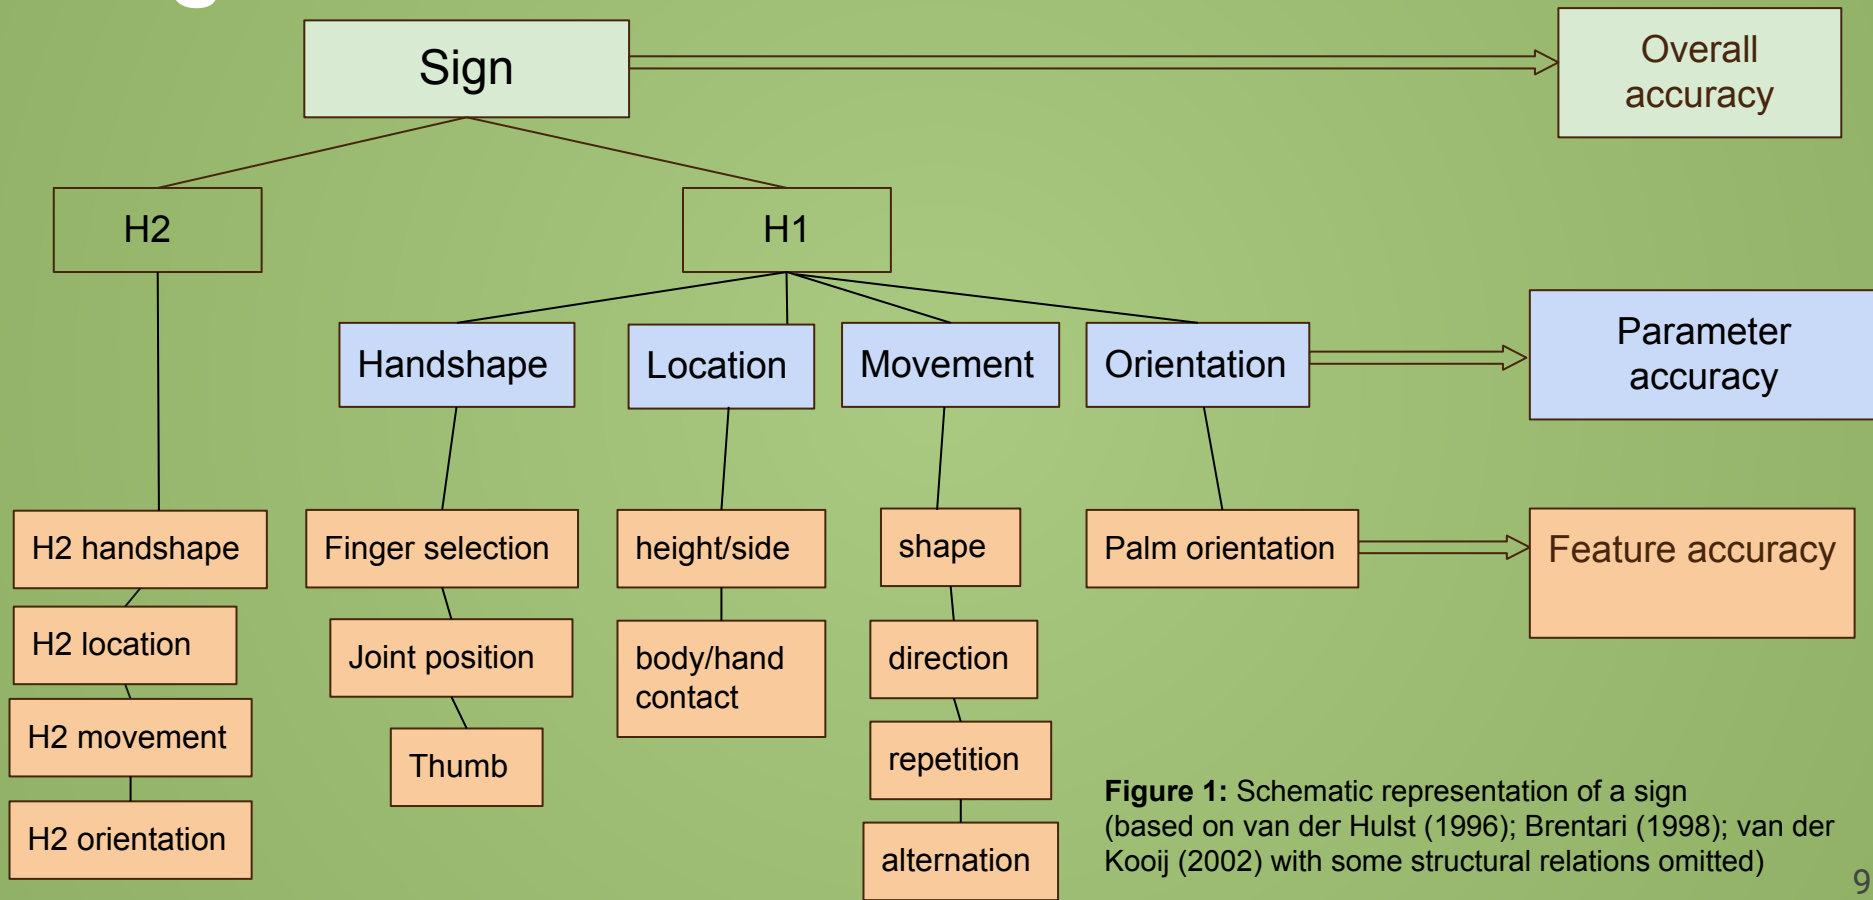 Sign
Overall
accuracy
H2
H1
Handshape
Location
Movement
Orientation
Parameter
accuracy
H2 handshape
Finger selection
height/side
shape
Palm orientation
Feature accuracy
H2 location
Joint position
body/hand
contact
direction
H2 movement
Thumb
repetition
H2 orientation
alternation
Figure 1: Schematic representation of a sign
(based on van der Hulst (1996); Brentari (1998); van der
Kooij (2002) with some structural relations omitted)
9